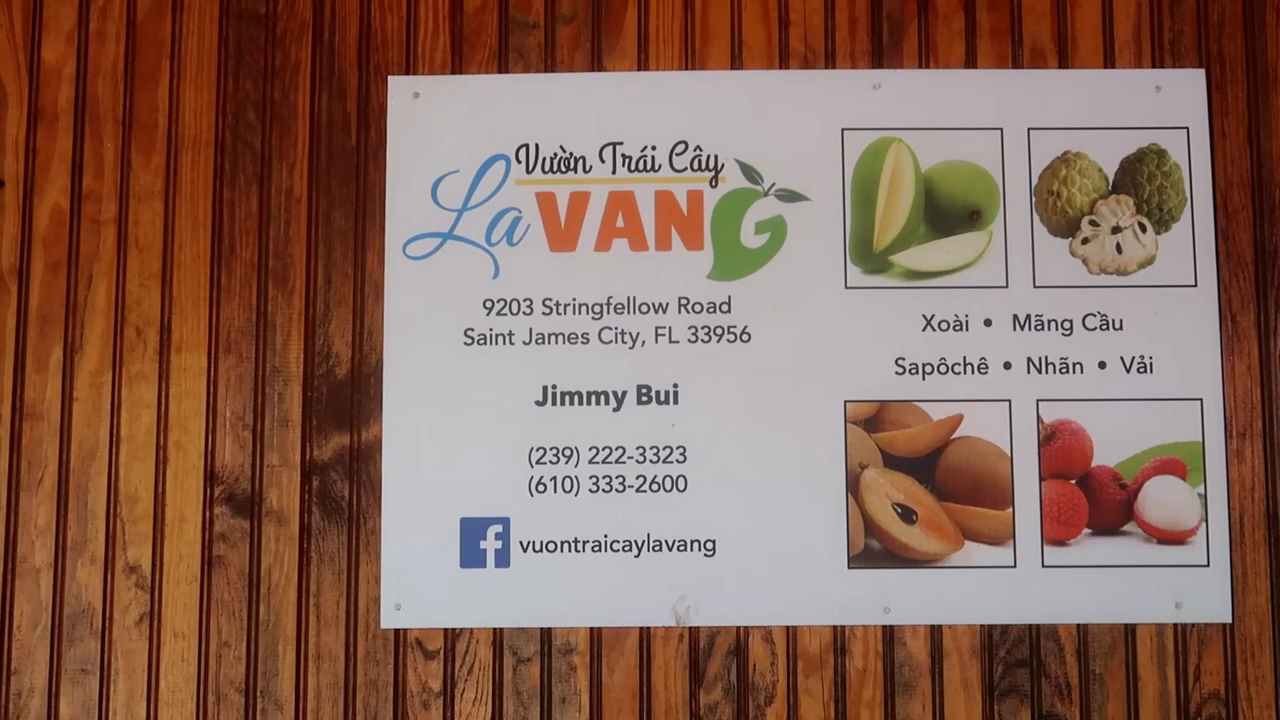 Vườn Trái Cây
La VANG
9203 Stringfellow Road
Saint James City, FL 33956
Jimmy Bui
(239) 222-3323
(610) 333-2600
f vuontraicaylavang
Xoài • Mãng Cầu
Sapôchê • Nhãn • Vải